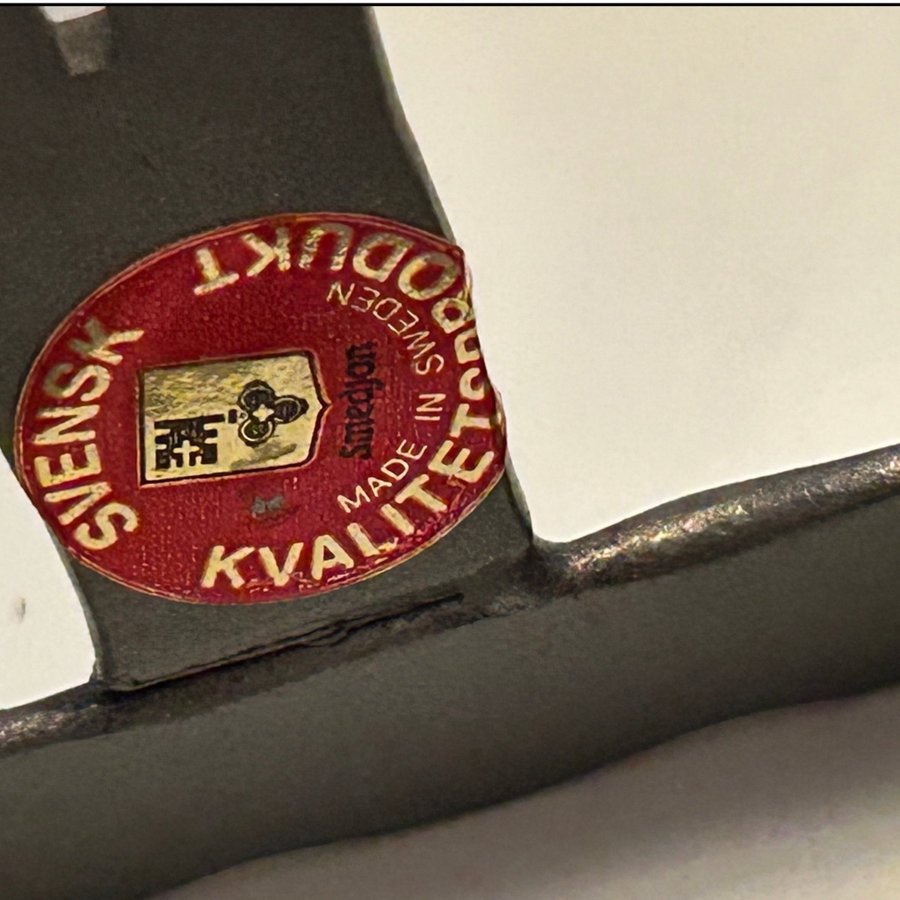 SVENSK
KVALITETSPRODUKT
MADE IN SWEDEN
Smedjan